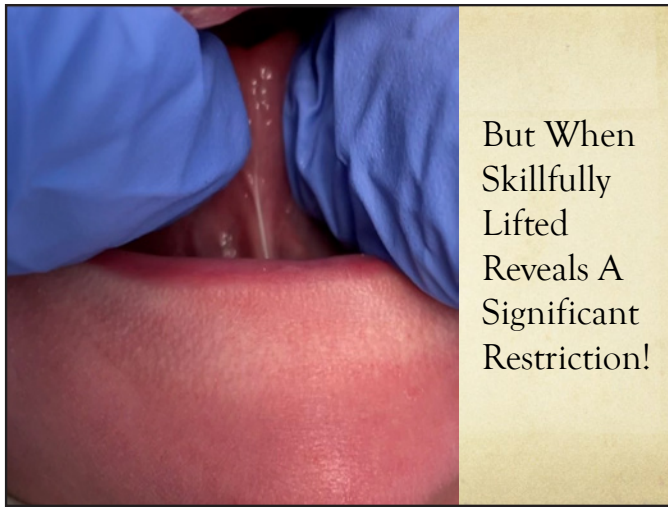 But When
Skillfully
Lifted
Reveals A
Significant
Restriction!